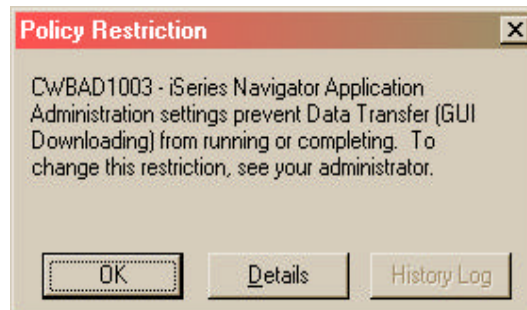 Policy Restriction
CWBAD1003 - iSeries Navigator Application
Administration settings prevent Data Transfer (GUI
Downloading) from running or completing. To
change this restriction, see your administrator.
OK Details History Log